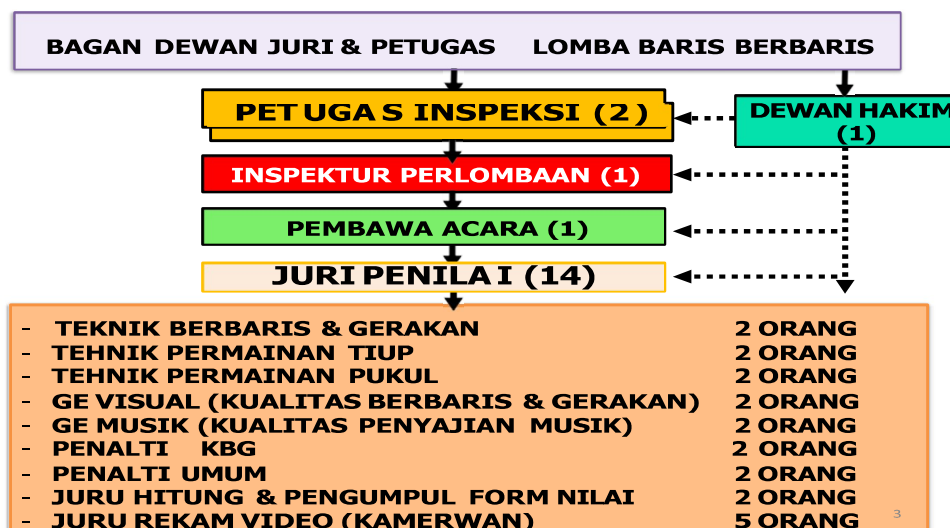 BAGAN DEWAN JURI & PETUGAS LOMBA BARIS BERBARIS
PETUGAS INSPEKSI (2)
DEWAN HAKIM
(1)
INSPEKTUR PERLOMBAAN (1)
PEMBAWA ACARA (1)
JURI PENILAI (14)
- TEKNIK BERBARIS & GERAKAN 2 ORANG
- TEHNIK PERMAINAN TIUP 2 ORANG
- TEHNIK PERMAINAN PUKUL 2 ORANG
- GE VISUAL (KUALITAS BERBARIS & GERAKAN) 2 ORANG
- GE MUSIK (KUALITAS PENYAJIAN MUSIK) 2 ORANG
- PENALTI KBG 2 ORANG
- PENALTI UMUM 2 ORANG
- JURU HITUNG & PENGUMPUL FORM NILAI 2 ORANG
- JURU REKAM VIDEO (KAMERWAN) 5 ORANG
3